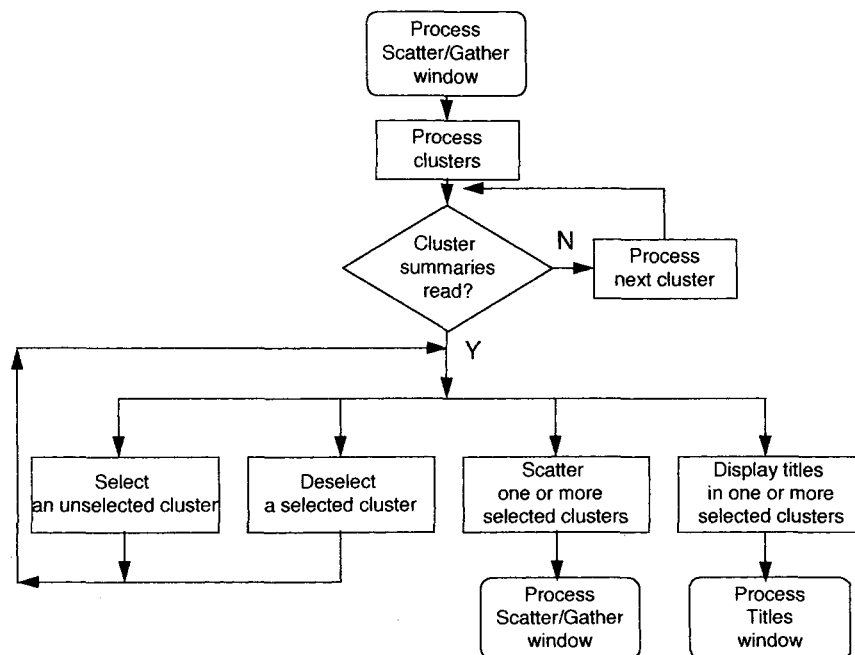 Process
Scatter/Gather
window
Process
clusters
Cluster
summaries
read?
N
Process
next cluster
Y
Select
an unselected cluster
Deselect
a selected cluster
Scatter
one or more
selected clusters
Display titles
in one or more
selected clusters
Process
Scatter/Gather
window
Process
Titles
window